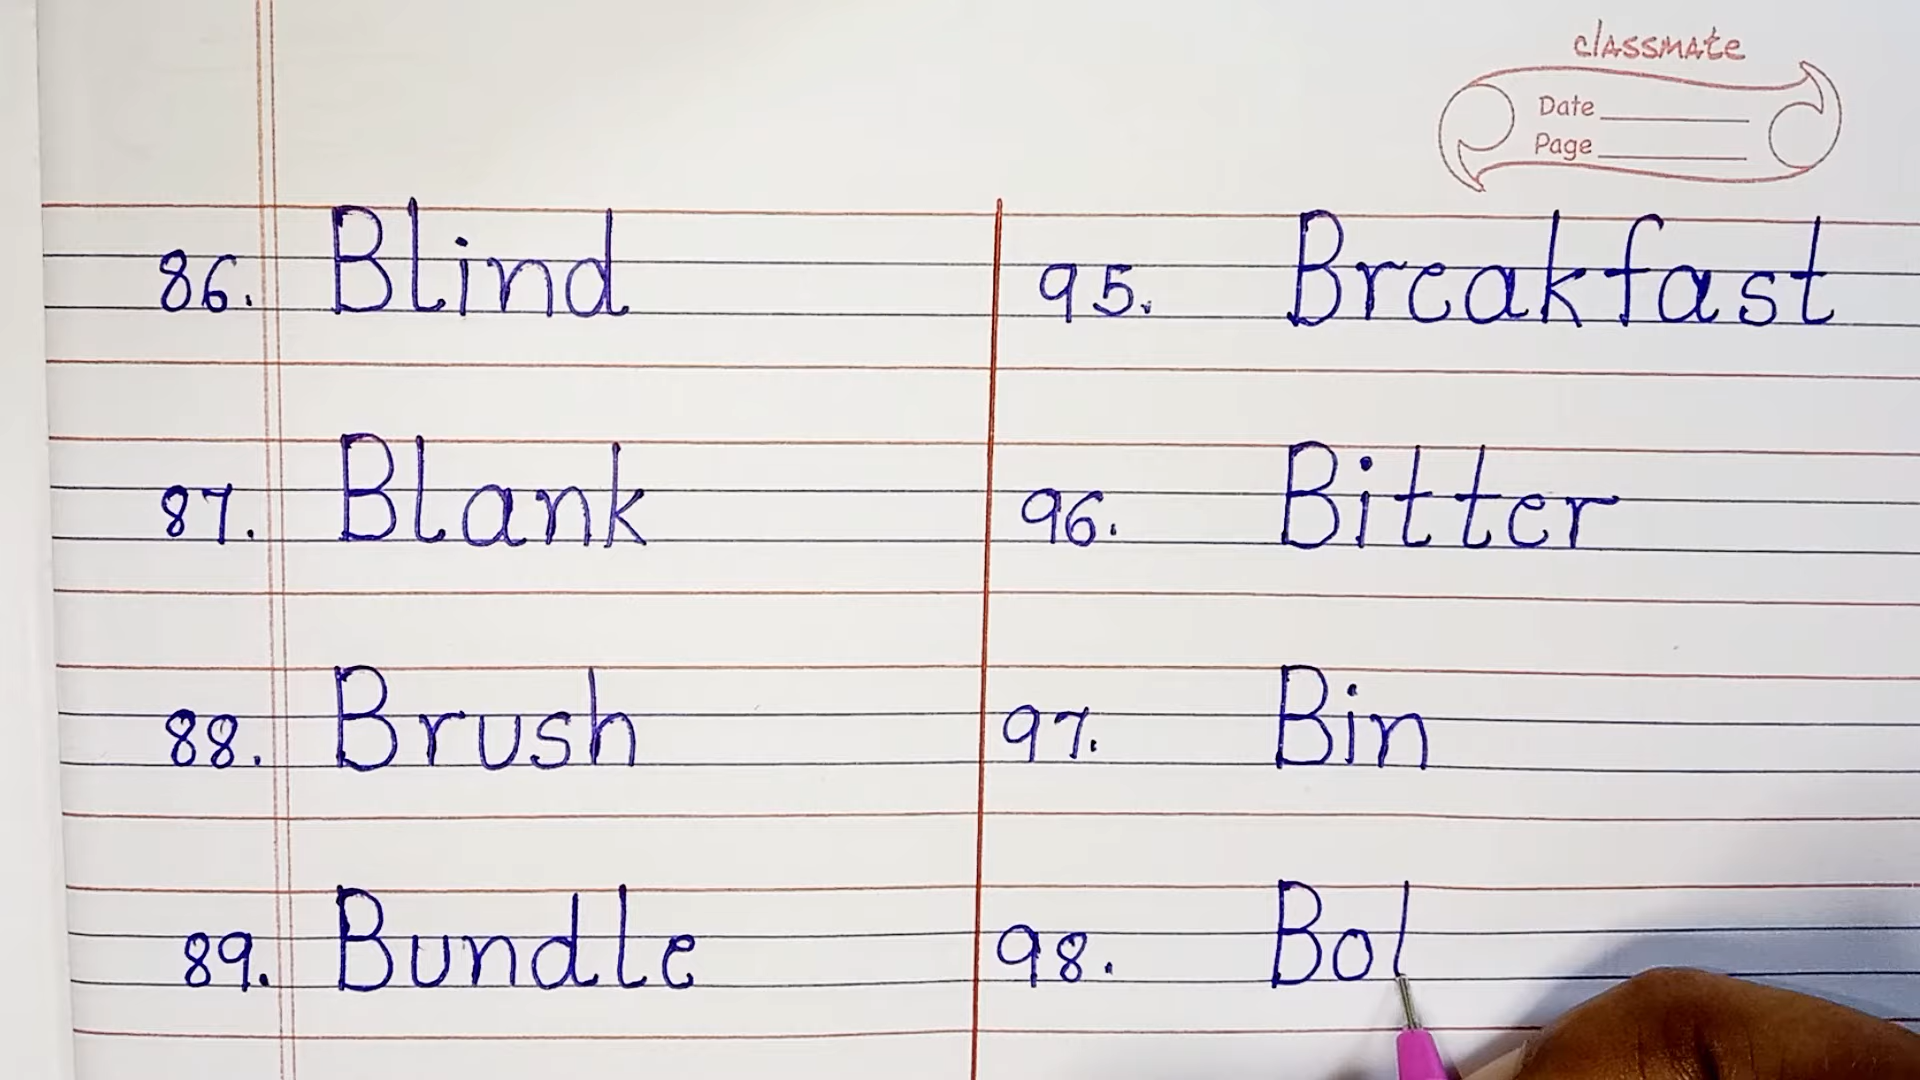 classmate
Date
Page
86. Blind
87. Blank
88. Brush
89. Bundle
95. Breakfast
96. Bitter
97. Bin
98. Bol